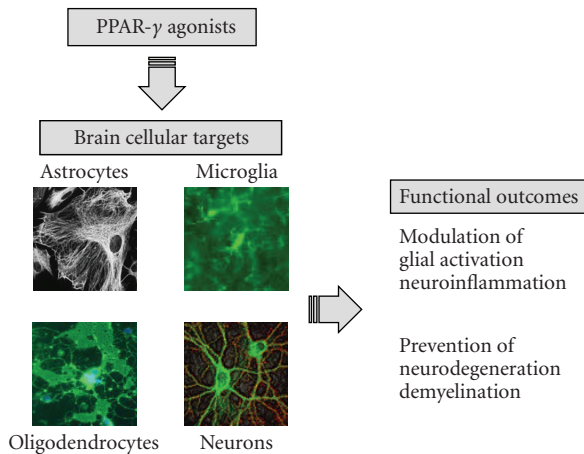 PPAR-γ agonists
Brain cellular targets
Astrocytes
Microglia
Oligodendrocytes
Neurons
Functional outcomes
Modulation of
glial activation
neuroinflammation
Prevention of
neurodegeneration
demyelination